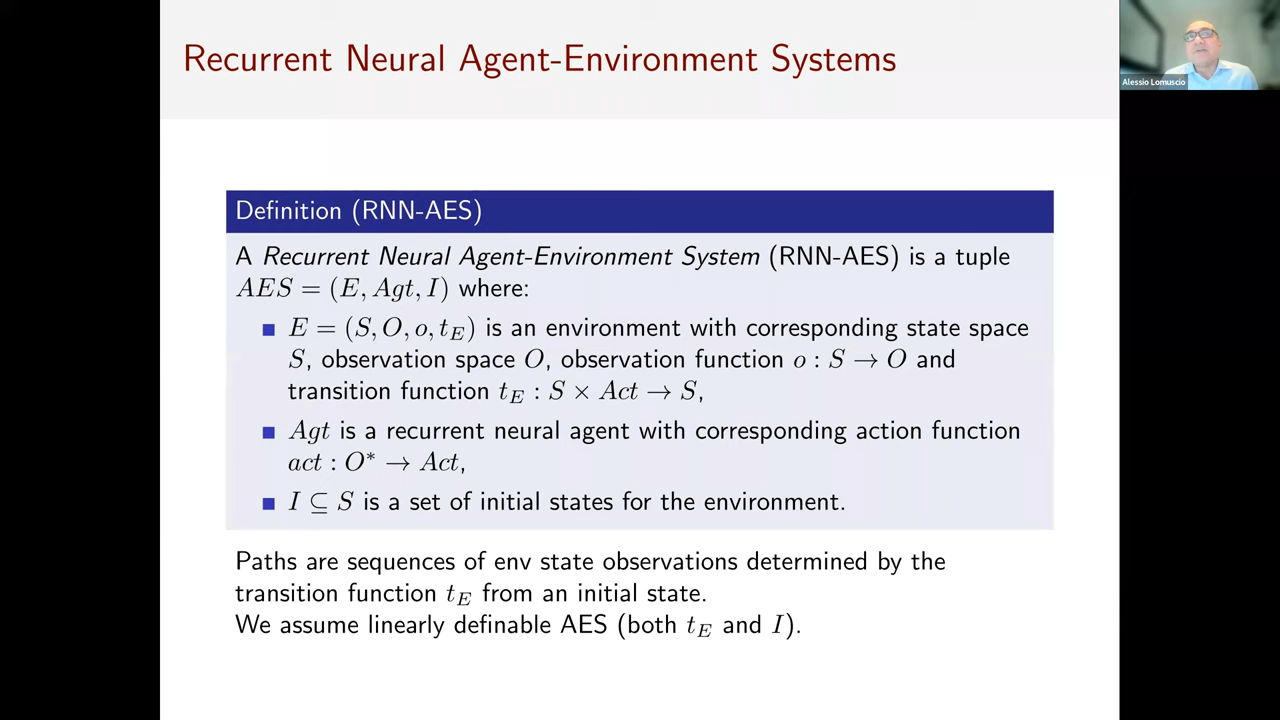 Recurrent Neural Agent-Environment Systems
Alessio Lomuscio
Definition (RNN-AES)
A Recurrent Neural Agent-Environment System (RNN-AES) is a tuple
AES = (E, Agt, I) where:
■ E = (S, O, o, t_E) is an environment with corresponding state space
S, observation space O, observation function o : S → O and
transition function t_E : S × Act → S,
■ Agt is a recurrent neural agent with corresponding action function
act : O* → Act,
■ I ⊆ S is a set of initial states for the environment.
Paths are sequences of env state observations determined by the
transition function t_E from an initial state.
We assume linearly definable AES (both t_E and I).